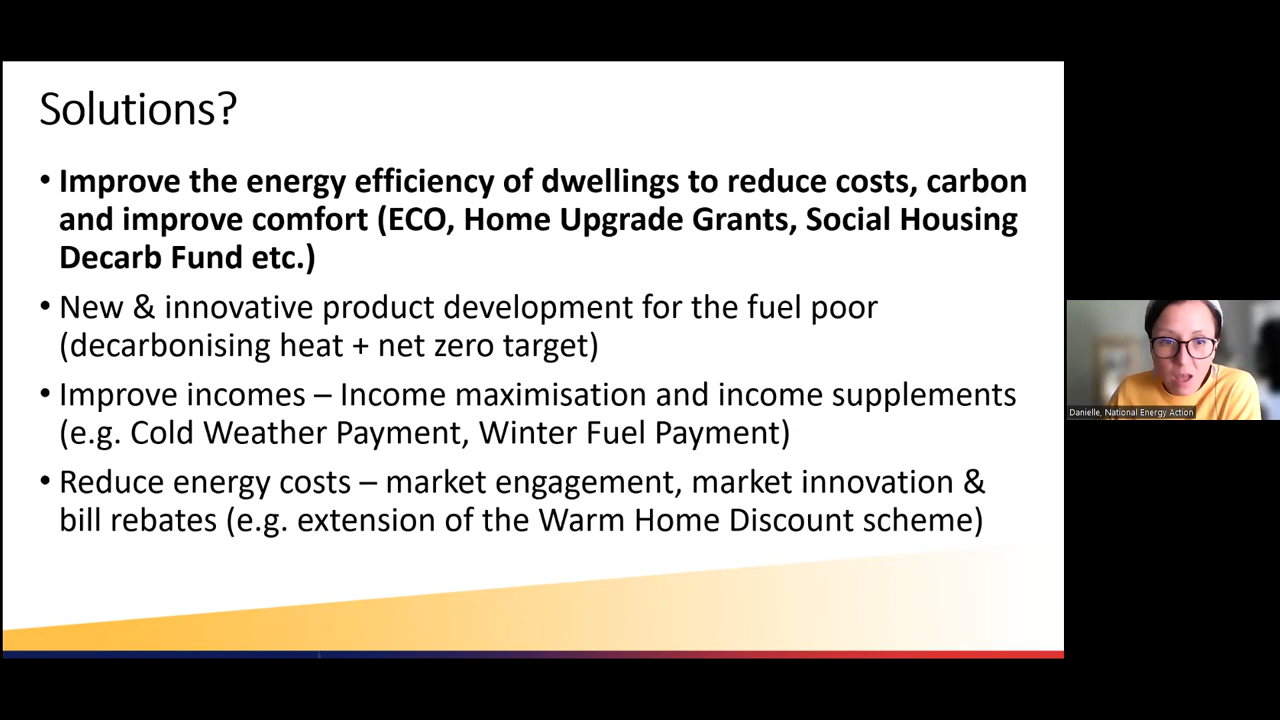 Solutions?
• Improve the energy efficiency of dwellings to reduce costs, carbon
and improve comfort (ECO, Home Upgrade Grants, Social Housing
Decarb Fund etc.)
• New & innovative product development for the fuel poor
(decarbonising heat + net zero target)
• Improve incomes – Income maximisation and income supplements
(e.g. Cold Weather Payment, Winter Fuel Payment)
• Reduce energy costs – market engagement, market innovation &
bill rebates (e.g. extension of the Warm Home Discount scheme)
Danielle, National Energy Action